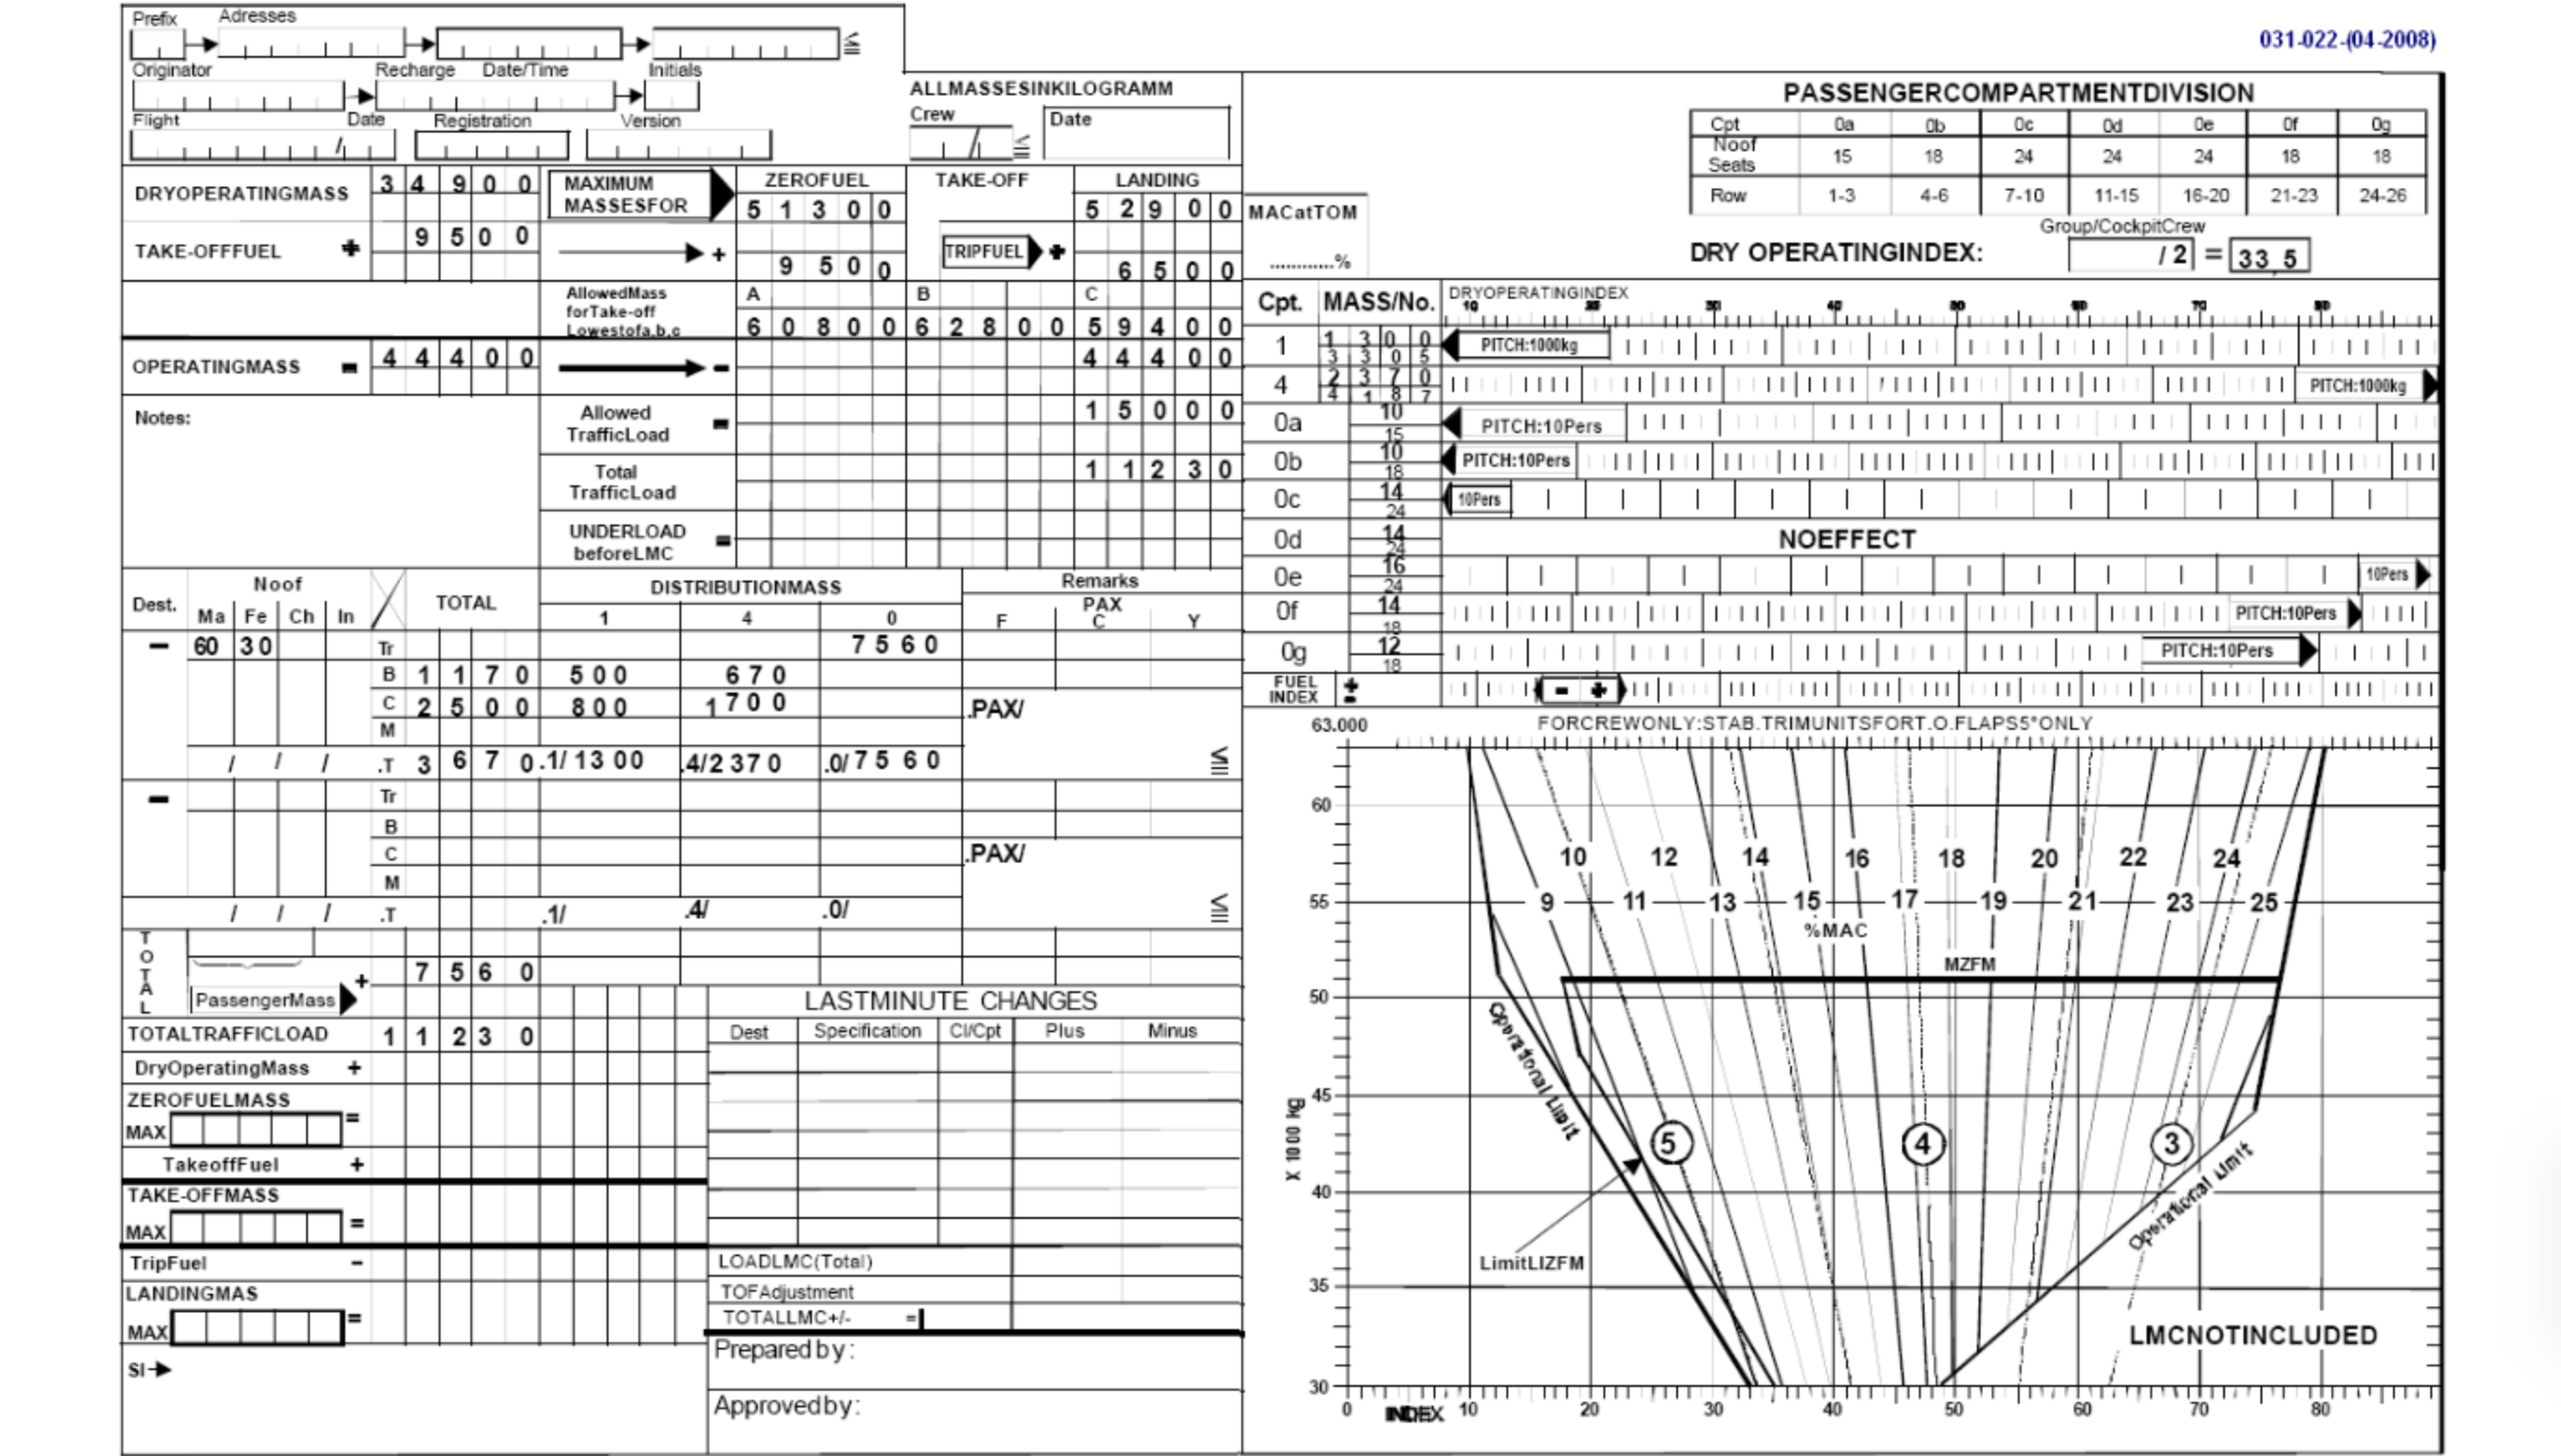 031-022-(04-2008)
Prefix Adresses
Originator Recharge Date/Time Initials
Flight Date Registration Version
/
ALLMASSESINKILOGRAMM
Crew Date
/
DRYOPERATINGMASS 3 4 9 0 0
MAXIMUM
MASSESFOR
ZEROFUEL TAKE-OFF LANDING
5 1 3 0 0 5 2 9 0 0
TAKE-OFFFUEL + 9 5 0 0
+ 9 5 0 0 TRIPFUEL + 6 5 0 0
AllowedMass
forTake-off
Lowestofa,b,c
A B C
6 0 8 0 0 6 2 8 0 0 5 9 4 0 0
OPERATINGMASS = 4 4 4 0 0 - 4 4 4 0 0
Notes:
Allowed
TrafficLoad = 1 5 0 0 0
Total
TrafficLoad 1 1 2 3 0
UNDERLOAD
beforeLMC =
Dest. Noof TOTAL DISTRIBUTIONMASS Remarks
Ma Fe Ch In 1 4 0 PAX
F C Y
- 60 30 Tr 7 5 6 0
B 1 1 7 0 5 0 0 6 7 0
C 2 5 0 0 8 0 0 1 7 0 0 .PAX/
M
/ / / .T 3 6 7 0 .1/ 13 00 .4/2 3 7 0 .0/ 7 5 6 0
- Tr
B
C .PAX/
M
/ / / .T .1/ .4/ .0/
TOTAL
+ 7 5 6 0
PassengerMass
TOTALTRAFFICLOAD 1 1 2 3 0
DryOperatingMass +
ZEROFUELMASS
MAX =
TakeoffFuel +
TAKE-OFFMASS
MAX =
TripFuel -
LANDINGMAS
MAX =
SI
LASTMINUTE CHANGES
Dest Specification Cl/Cpt Plus Minus
LOADLMC(Total)
TOFAdjustment
TOTALLMC+/- =
Prepared by:
Approved by:
PASSENGERCOMPARTMENTDIVISION
Cpt 0a 0b 0c 0d 0e 0f 0g
Noof
Seats 15 18 24 24 24 18 18
Row 1-3 4-6 7-10 11-15 16-20 21-23 24-26
Group/CockpitCrew
DRY OPERATINGINDEX: / 2 = 33,5
MACatTOM
............%
Cpt. MASS/No. DRYOPERATINGINDEX
10 20 30 40 50 60 70 80
1 1 3 0 0 PITCH:1000kg
3 3 0 5
4 2 3 7 0 PITCH:1000kg
4 1 8 7
0a 10 PITCH:10Pers
15
0b 10 PITCH:10Pers
18
0c 14 10Pers
24
0d 14 NOEFFECT
24
0e 16 10Pers
24
0f 14 PITCH:10Pers
18
0g 12 PITCH:10Pers
18
FUEL
INDEX + - - +
63.000 FORCREWONLY:STAB.TRIMUNITSFORT.O.FLAPS5°ONLY
60
10 12 14 16 18 20 22 24
55 9 11 13 15 17 19 21 23 25
%MAC
MZFM
50
Operational Limit
45
X 1000 kg
5 4 3
40
Operational Limit
LimitLIZFM
35
LMCNOTINCLUDED
30
0 INDEX 10 20 30 40 50 60 70 80